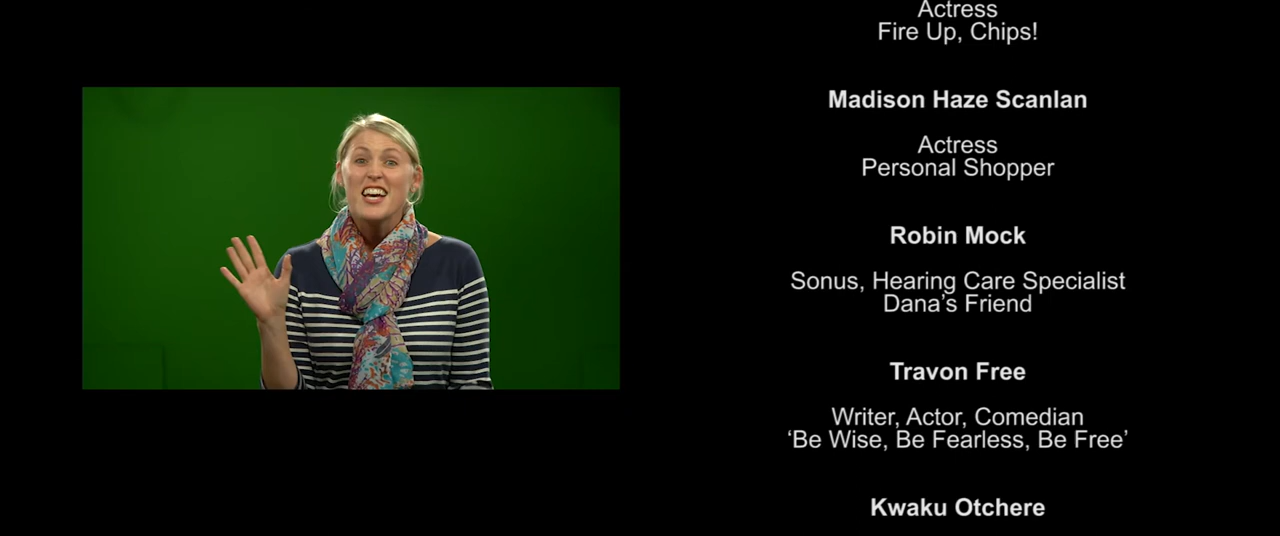 Actress
Fire Up, Chips!
Madison Haze Scanlan
Actress
Personal Shopper
Robin Mock
Sonus, Hearing Care Specialist
Dana’s Friend
Travon Free
Writer, Actor, Comedian
‘Be Wise, Be Fearless, Be Free’
Kwaku Otchere